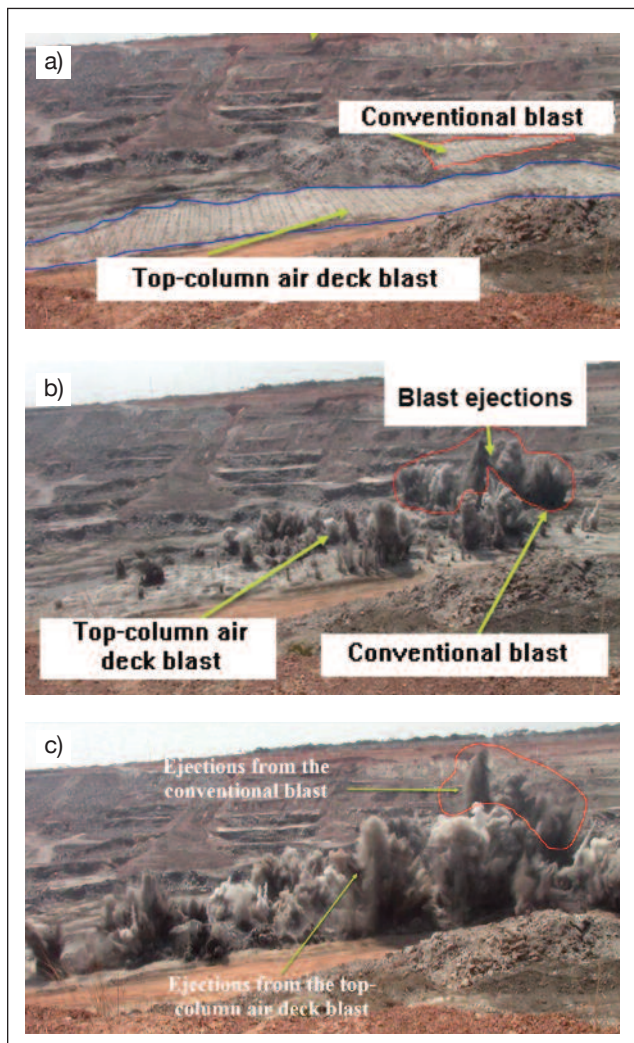 a)
Conventional blast
Top-column air deck blast
b)
Blast ejections
Top-column air
deck blast
Conventional blast
c)
Ejections from the
conventional blast
Ejections from the top-
column air deck blast